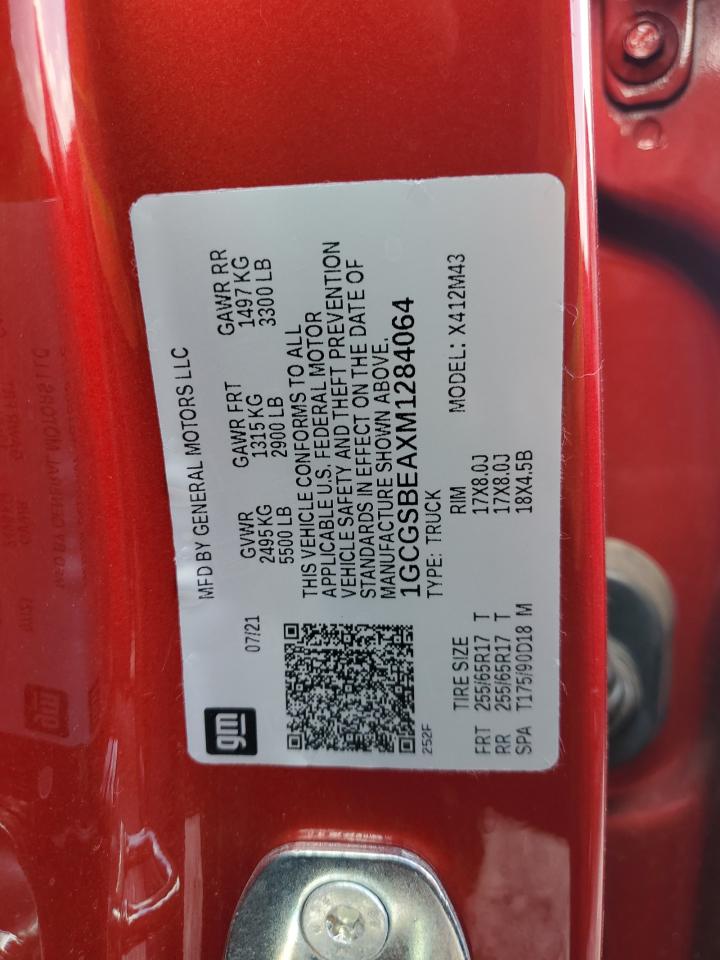 gm
07/21
MFD BY GENERAL MOTORS LLC
GVWR GAWR FRT GAWR RR
2495 KG 1315 KG 1497 KG
5500 LB 2900 LB 3300 LB
THIS VEHICLE CONFORMS TO ALL
APPLICABLE U.S. FEDERAL MOTOR
VEHICLE SAFETY AND THEFT PREVENTION
STANDARDS IN EFFECT ON THE DATE OF
MANUFACTURE SHOWN ABOVE.
1GCGSBEAXM1284064
252F
TYPE: TRUCK
TIRE SIZE RIM MODEL: X412M43
FRT 255/65R17 T 17X8.0J
RR 255/65R17 T 17X8.0J
SPA T175/90D18 M 18X4.5B